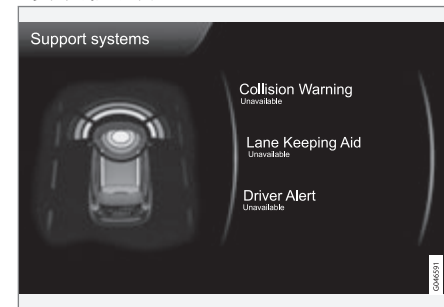 Support systems
Collision Warning
Unavailable
Lane Keeping Aid
Unavailable
Driver Alert
Unavailable
G046591